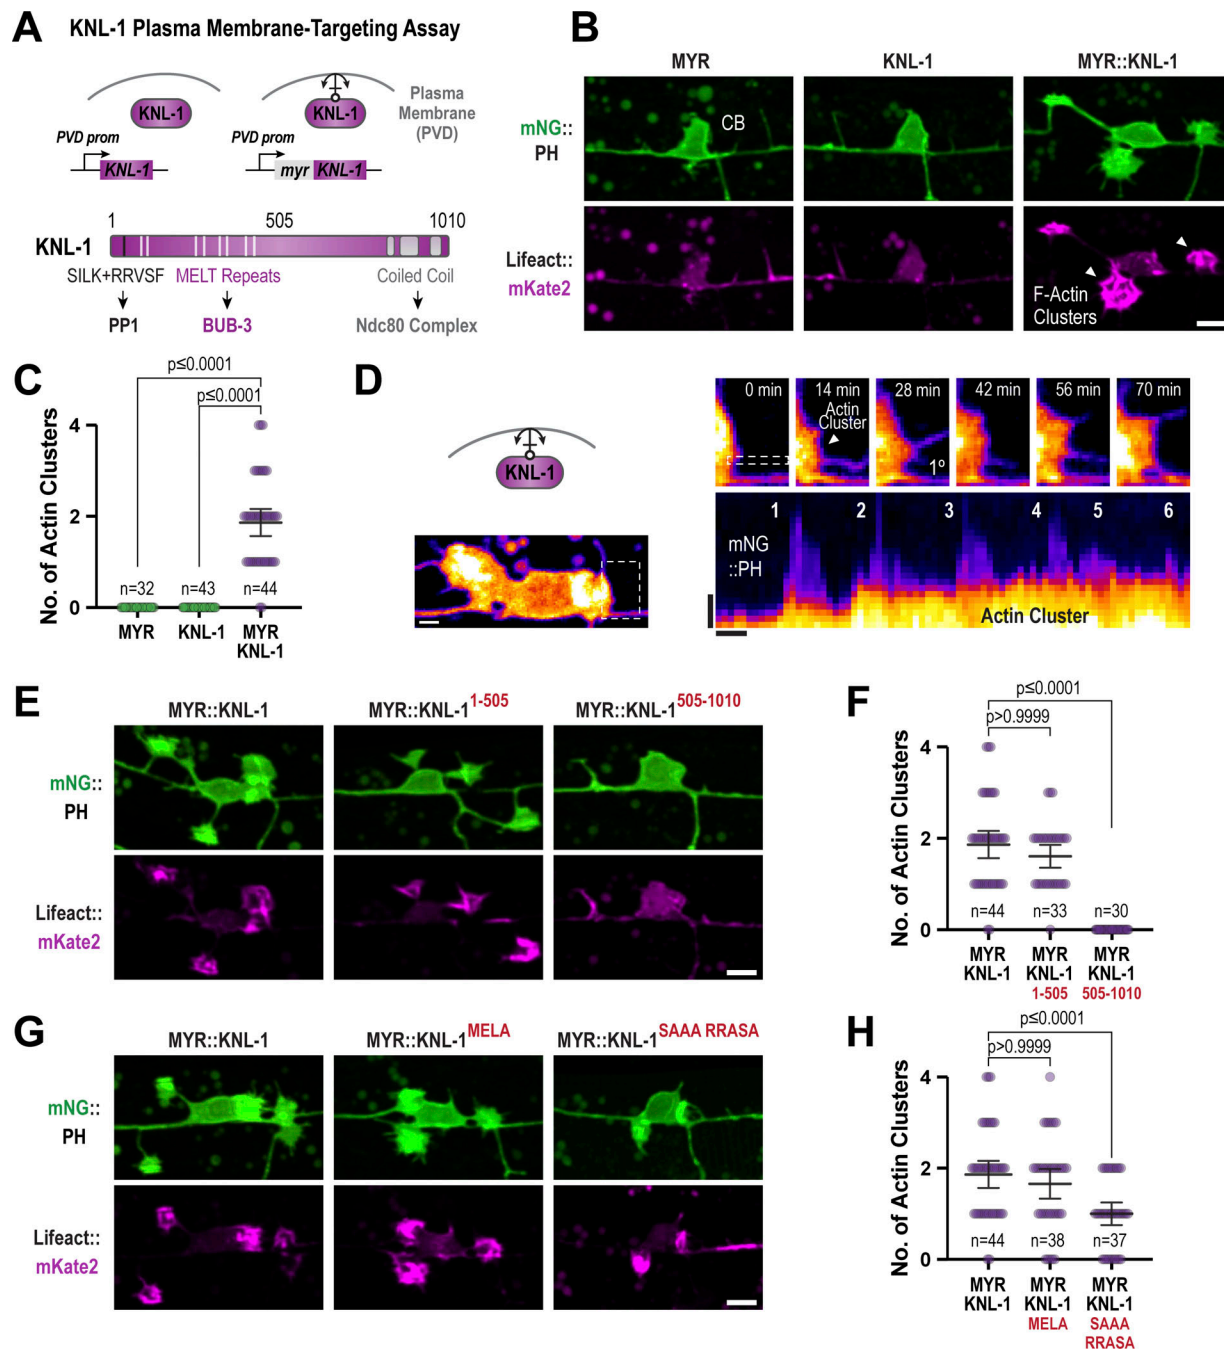 A KNL-1 Plasma Membrane-Targeting Assay
KNL-1
KNL-1
Plasma
Membrane
(PVD)
PVD prom
KNL-1
PVD prom
myr KNL-1
1 505 1010
KNL-1
SILK+RRVSF MELT Repeats Coiled Coil
PP1 BUB-3 Ndc80 Complex
B
MYR KNL-1 MYR::KNL-1
mNG::
PH
CB
Lifeact::
mKate2
F-Actin
Clusters
C
p≤0.0001
p≤0.0001
No. of Actin Clusters
4
2
0
n=32 n=43 n=44
MYR KNL-1 MYR
KNL-1
D
KNL-1
0 min 14 min 28 min 42 min 56 min 70 min
Actin
Cluster
1º
1 2 3 4 5 6
mNG
::PH
Actin Cluster
E
MYR::KNL-1 MYR::KNL-1 1-505 MYR::KNL-1 505-1010
mNG::
PH
Lifeact::
mKate2
F
p≤0.0001
p>0.9999
No. of Actin Clusters
4
2
0
n=44 n=33 n=30
MYR MYR MYR
KNL-1 KNL-1 KNL-1
1-505 505-1010
G
MYR::KNL-1 MYR::KNL-1 MELA MYR::KNL-1 SAAA RRASA
mNG::
PH
Lifeact::
mKate2
H
p≤0.0001
p>0.9999
No. of Actin Clusters
4
2
0
n=44 n=38 n=37
MYR MYR MYR
KNL-1 KNL-1 KNL-1
MELA SAAA
RRASA